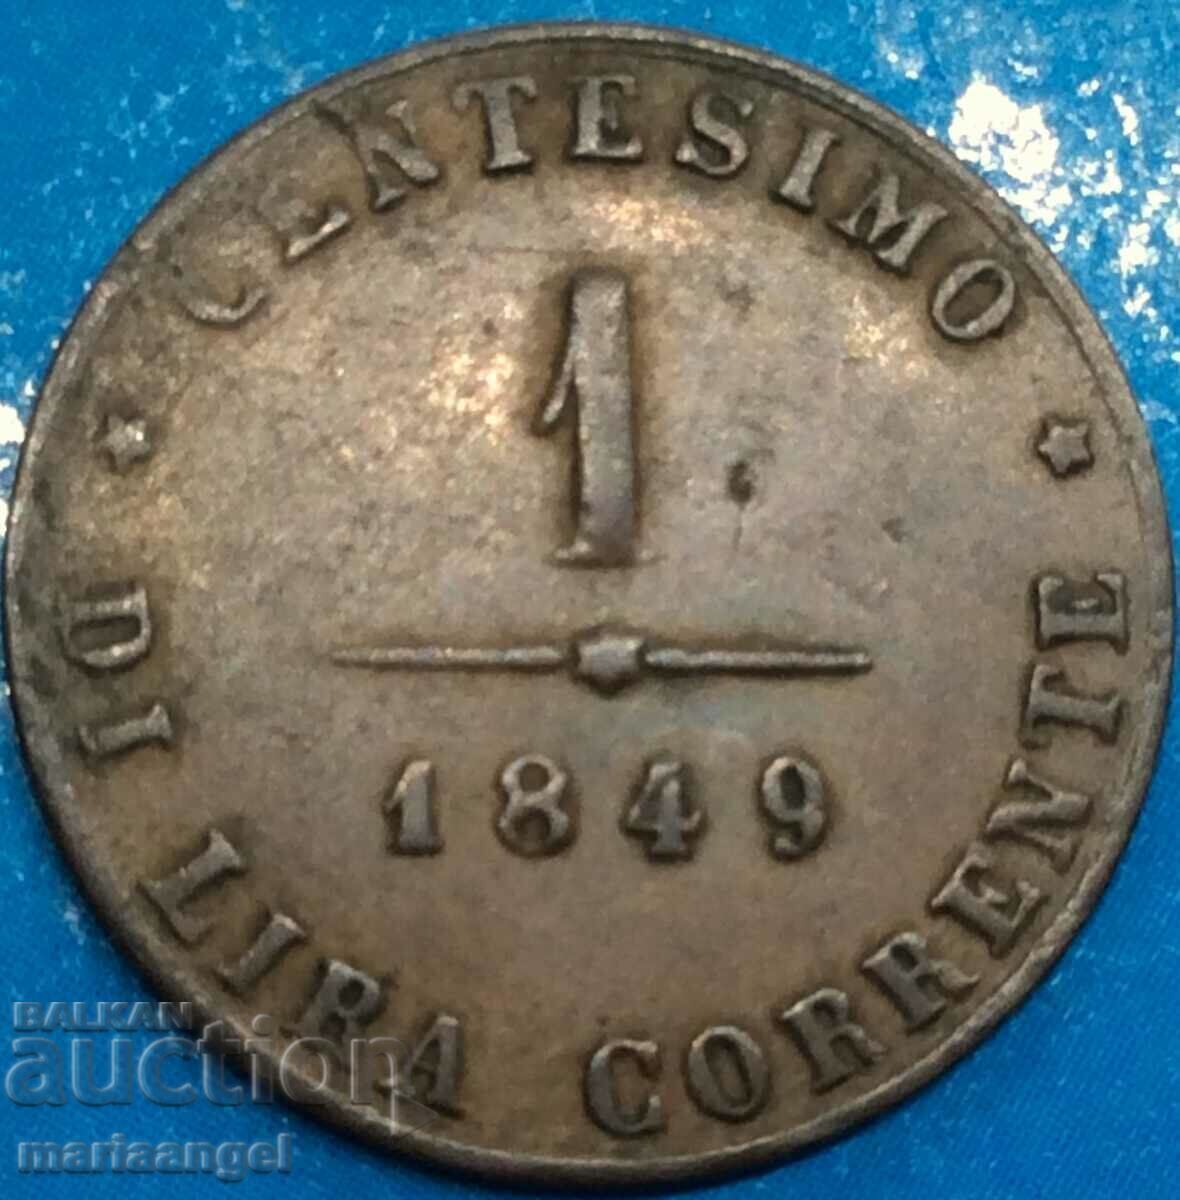 CENTESIMO
1
1849
DI LIRA CORRENTE
BALKAN
auction
mariaangel